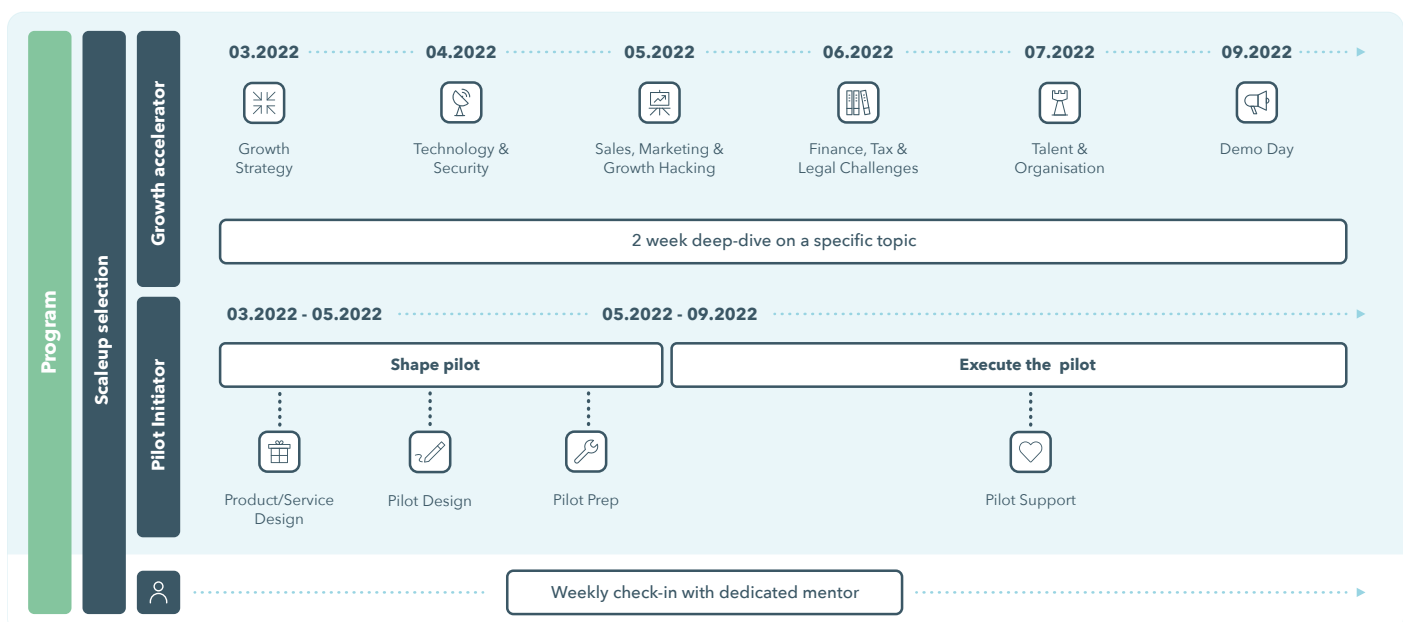 Program
Scaleup selection
Growth accelerator
03.2022
04.2022
05.2022
06.2022
07.2022
09.2022
Growth
Strategy
Technology &
Security
Sales, Marketing &
Growth Hacking
Finance, Tax &
Legal Challenges
Talent &
Organisation
Demo Day
2 week deep-dive on a specific topic
Pilot Initiator
03.2022 - 05.2022
05.2022 - 09.2022
Shape pilot
Execute the  pilot
Product/Service
Design
Pilot Design
Pilot Prep
Pilot Support
Weekly check-in with dedicated mentor